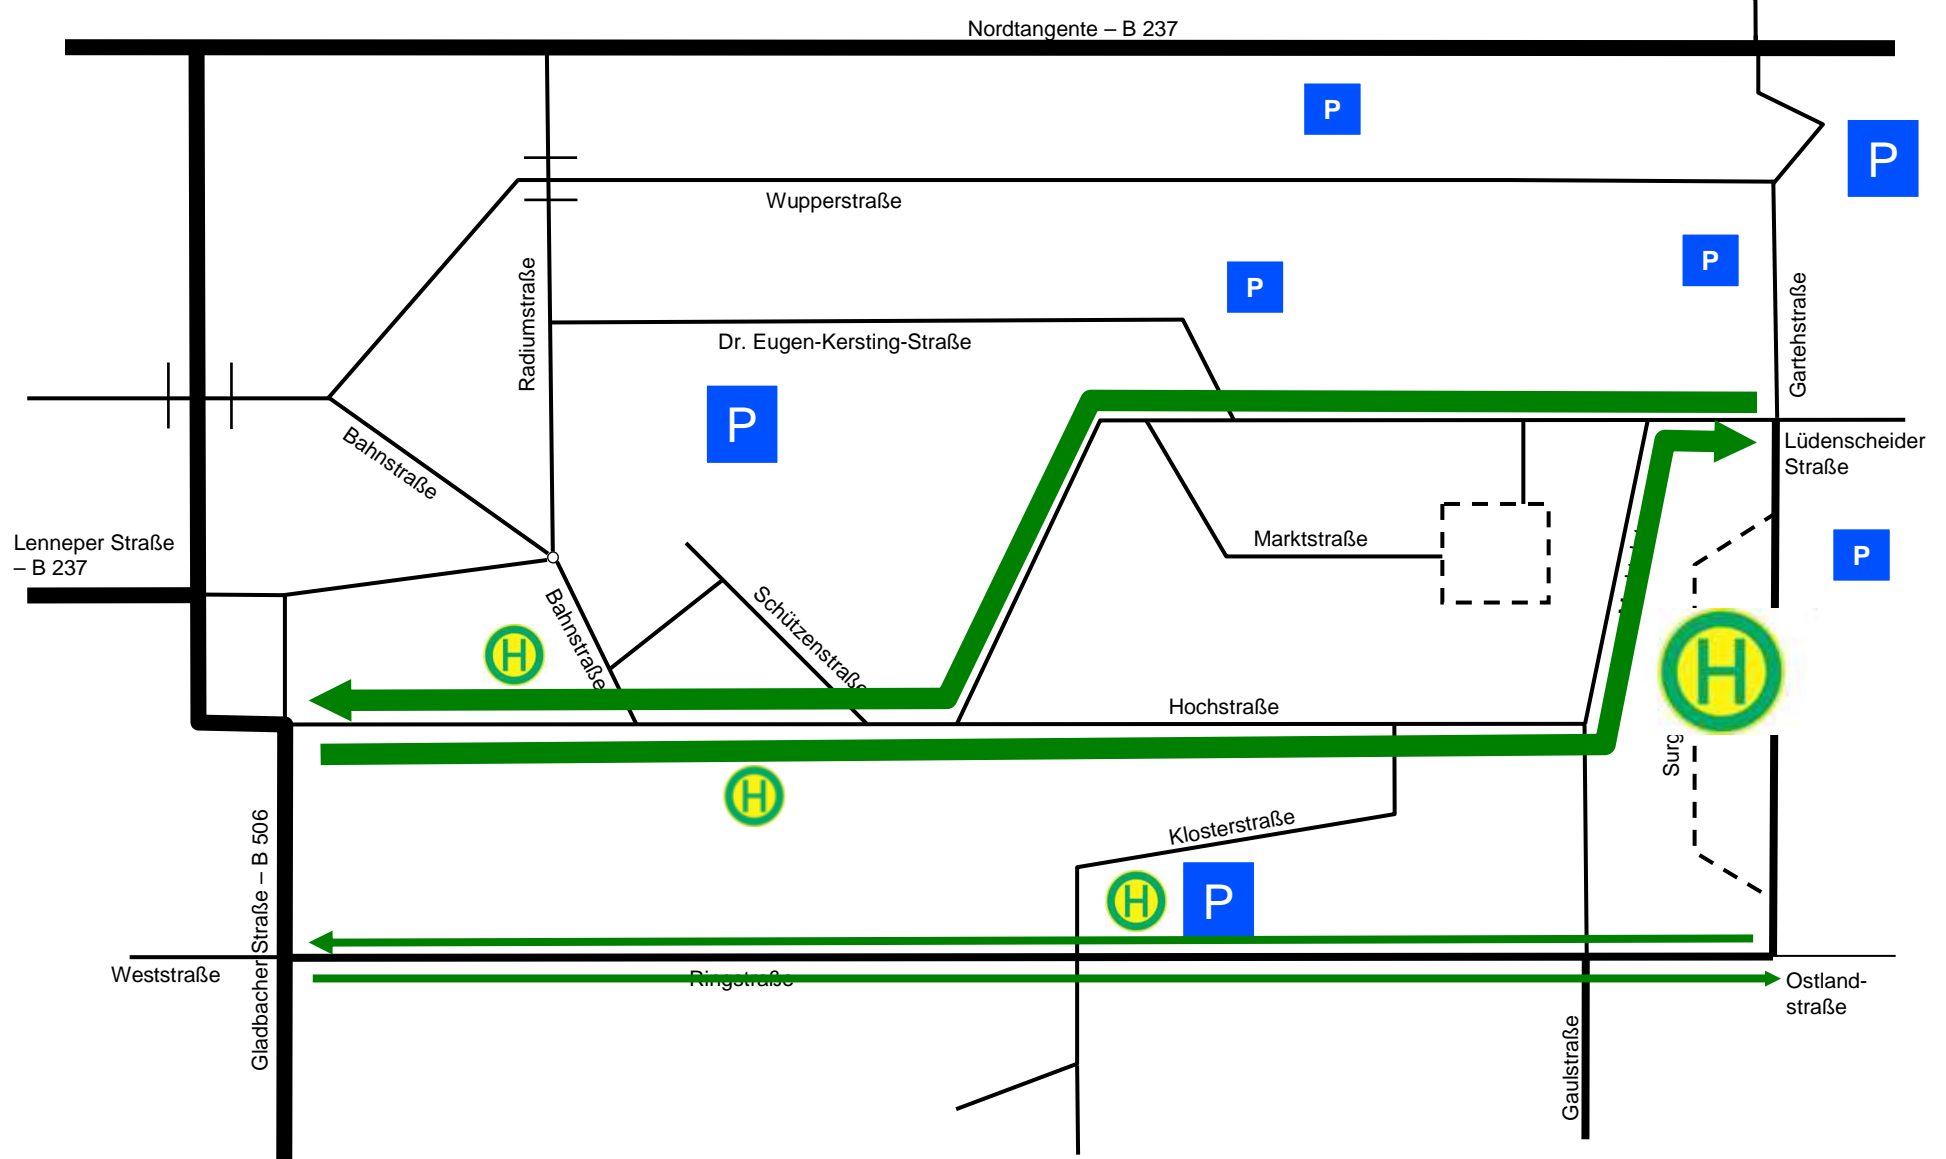 Nordtangente – B 237
P
P
Wupperstraße
P
P
Radiumstraße
Gartehstraße
Dr. Eugen-Kersting-Straße
P
Bahnstraße
Lüdenscheider
Straße
Lenneper Straße
– B 237
Marktstraße
P
Bahnstraße
Schützenstraße
H
H
Hochstraße
Surg
H
Klosterstraße
Gladbacher Straße – B 506
H
P
Weststraße
Ringstraße
Ostland-
straße
Gaulstraße